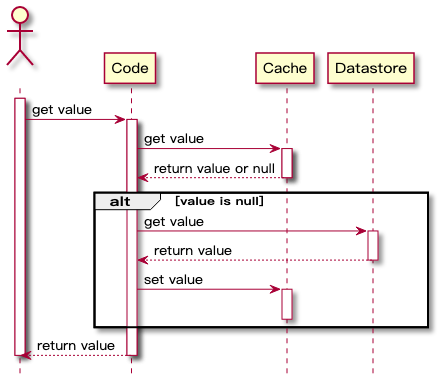 Code
Cache
Datastore
get value
get value
return value or null
alt
[value is null]
get value
return value
set value
return value